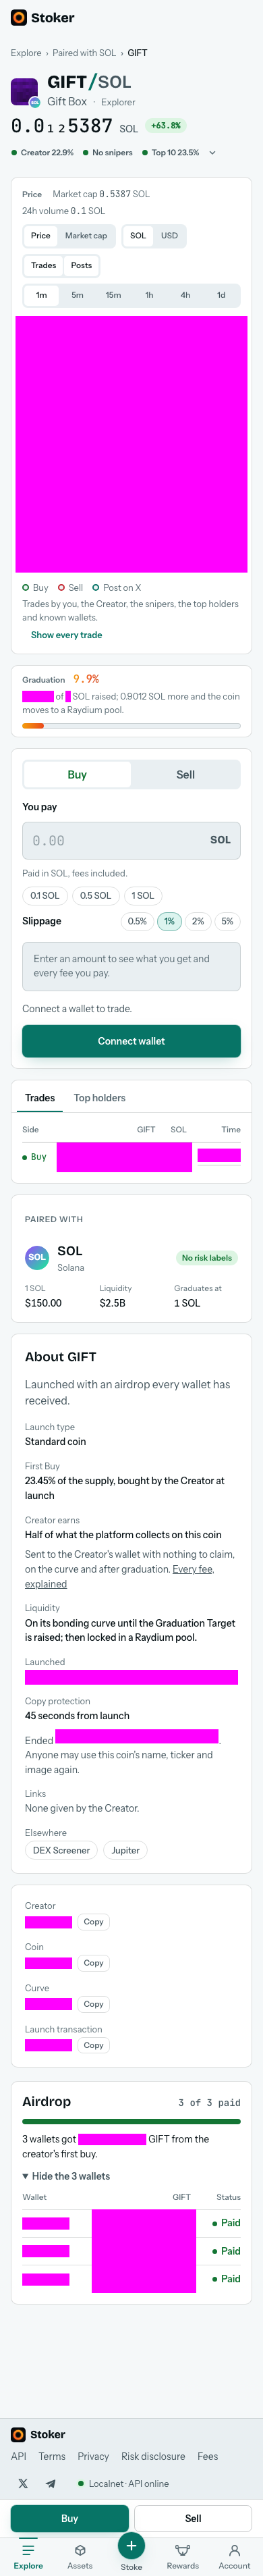 Stoker
Explore › Paired with SOL › GIFT
GIFT/SOL
SOL
Gift Box · Explorer
0.0₁₂5387 SOL +63.8%
Creator 22.9% No snipers Top 10 23.5%
Price Market cap 0.5387 SOL
24h volume 0.1 SOL
Price Market cap SOL USD
Trades Posts
1m 5m 15m 1h 4h 1d
Buy Sell Post on X
Trades by you, the Creator, the snipers, the top holders
and known wallets.
Show every trade
Graduation 9.9%
of SOL raised; 0.9012 SOL more and the coin
moves to a Raydium pool.
Buy Sell
You pay
0.00 SOL
Paid in SOL, fees included.
0.1 SOL 0.5 SOL 1 SOL
Slippage 0.5% 1% 2% 5%
Enter an amount to see what you get and
every fee you pay.
Connect a wallet to trade.
Connect wallet
Trades Top holders
Side GIFT SOL Time
Buy
PAIRED WITH
SOL SOL No risk labels
Solana
1 SOL Liquidity Graduates at
$150.00 $2.5B 1 SOL
About GIFT
Launched with an airdrop every wallet has
received.
Launch type
Standard coin
First Buy
23.45% of the supply, bought by the Creator at
launch
Creator earns
Half of what the platform collects on this coin
Sent to the Creator's wallet with nothing to claim,
on the curve and after graduation. Every fee,
explained
Liquidity
On its bonding curve until the Graduation Target
is raised; then locked in a Raydium pool.
Launched
Copy protection
45 seconds from launch
Ended .
Anyone may use this coin's name, ticker and
image again.
Links
None given by the Creator.
Elsewhere
DEX Screener Jupiter
Creator
Copy
Coin
Copy
Curve
Copy
Launch transaction
Copy
Airdrop 3 of 3 paid
3 wallets got GIFT from the
creator's first buy.
▼ Hide the 3 wallets
Wallet GIFT Status
Paid
Paid
Paid
Stoker
API Terms Privacy Risk disclosure Fees
Localnet · API online
Buy Sell
Explore Assets Stoke Rewards Account